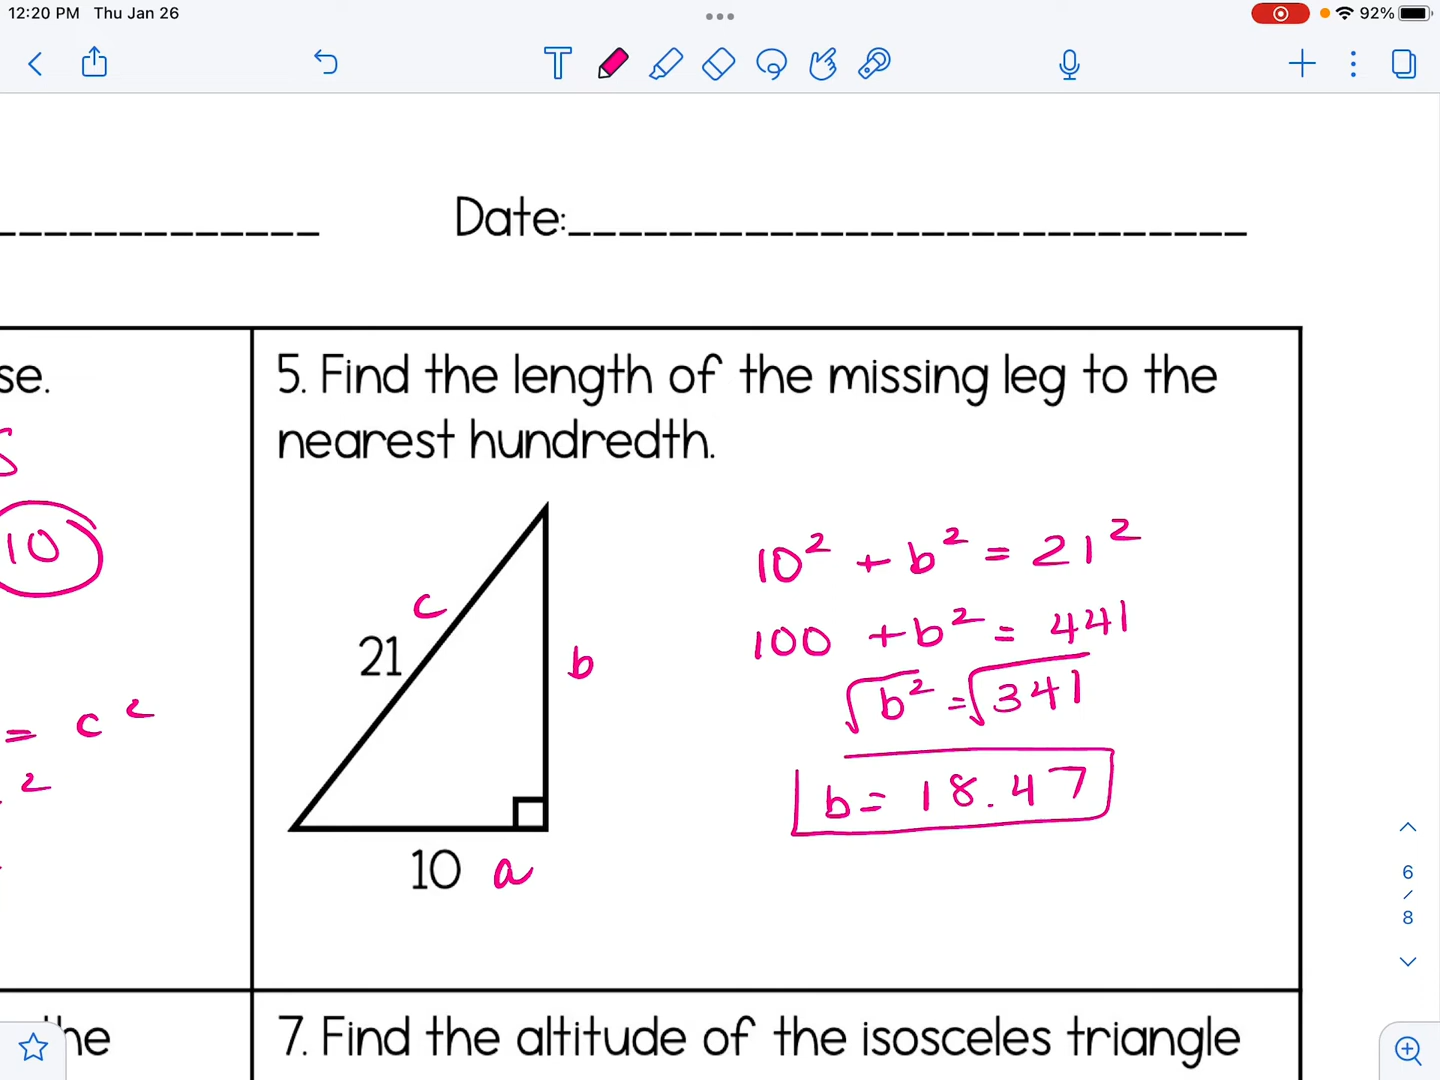 12:20 PM Thu Jan 26
92%
Date:
se.
10
= c²
²
5. Find the length of the missing leg to the
nearest hundredth.
c
21
b
10 a
10² + b² = 21²
100 + b² = 441
√b² = √341
b = 18.47
6
/
8
the
7. Find the altitude of the isosceles triangle